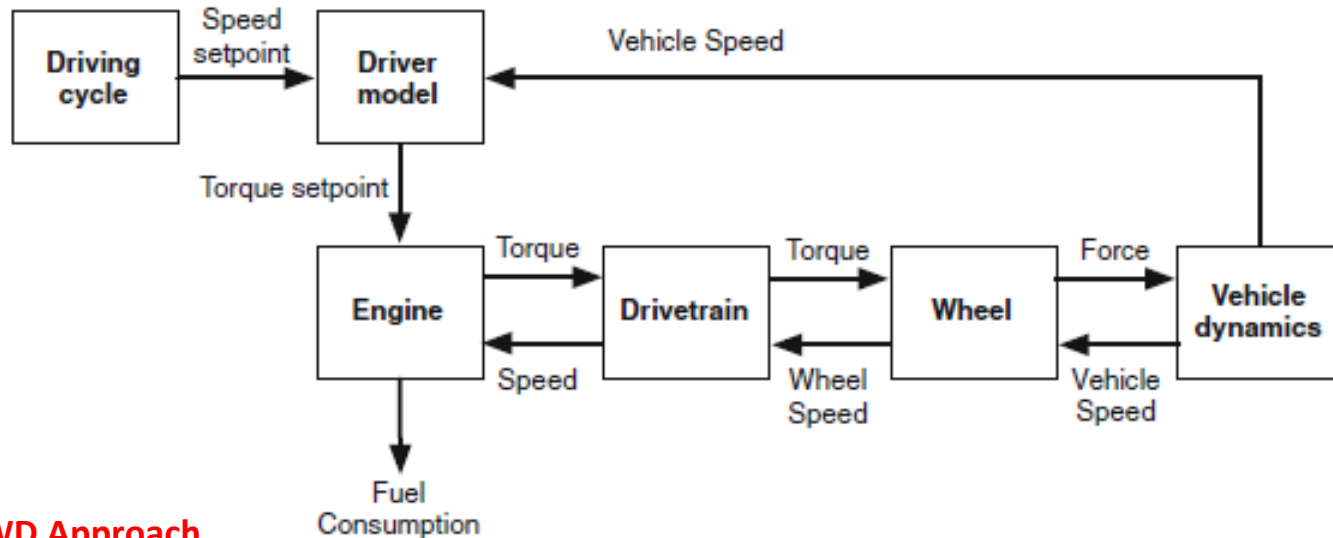 Speed
setpoint
Vehicle Speed
Driving
cycle
Driver
model
Torque setpoint
Torque
Torque
Force
Engine
Drivetrain
Wheel
Vehicle
dynamics
Speed
Wheel
Speed
Vehicle
Speed
Fuel
Consumption
Approach